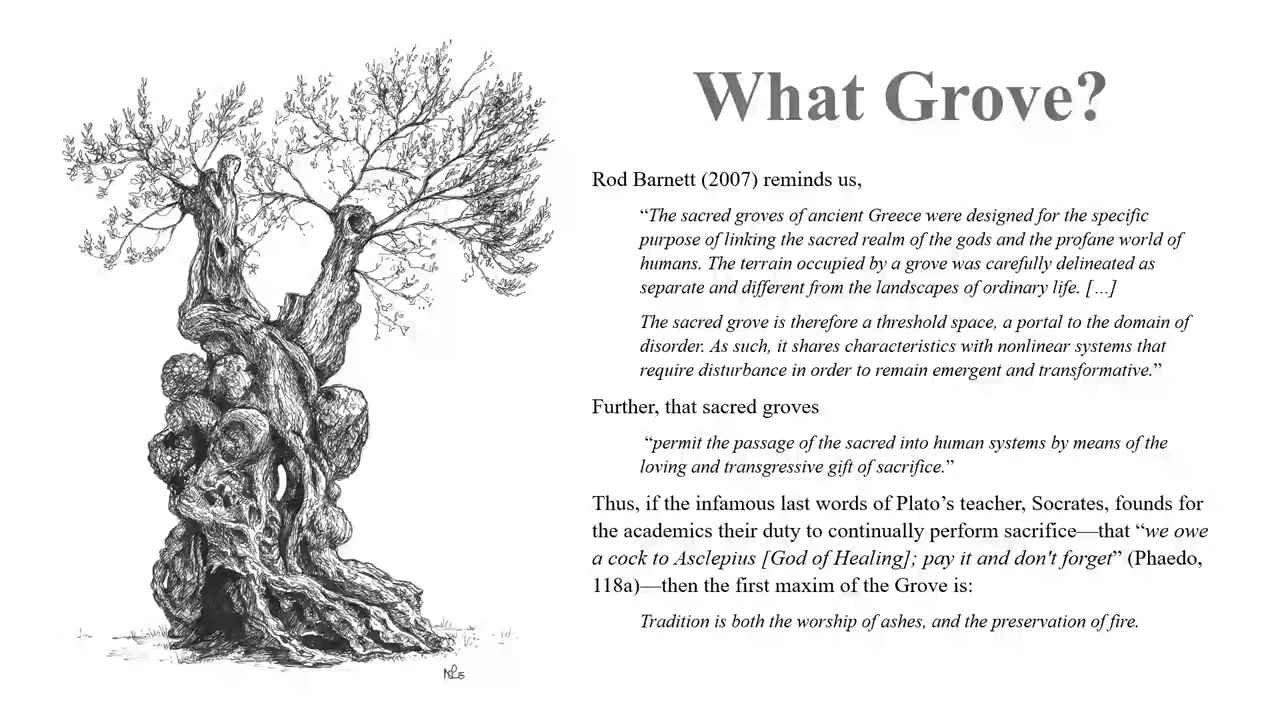 What Grove?
Rod Barnett (2007) reminds us,
“The sacred groves of ancient Greece were designed for the specific
purpose of linking the sacred realm of the gods and the profane world of
humans. The terrain occupied by a grove was carefully delineated as
separate and different from the landscapes of ordinary life. […]
The sacred grove is therefore a threshold space, a portal to the domain of
disorder. As such, it shares characteristics with nonlinear systems that
require disturbance in order to remain emergent and transformative.”
Further, that sacred groves
“permit the passage of the sacred into human systems by means of the
loving and transgressive gift of sacrifice.”
Thus, if the infamous last words of Plato’s teacher, Socrates, founds for
the academics their duty to continually perform sacrifice—that “we owe
a cock to Asclepius [God of Healing]; pay it and don't forget” (Phaedo,
118a)—then the first maxim of the Grove is:
Tradition is both the worship of ashes, and the preservation of fire.